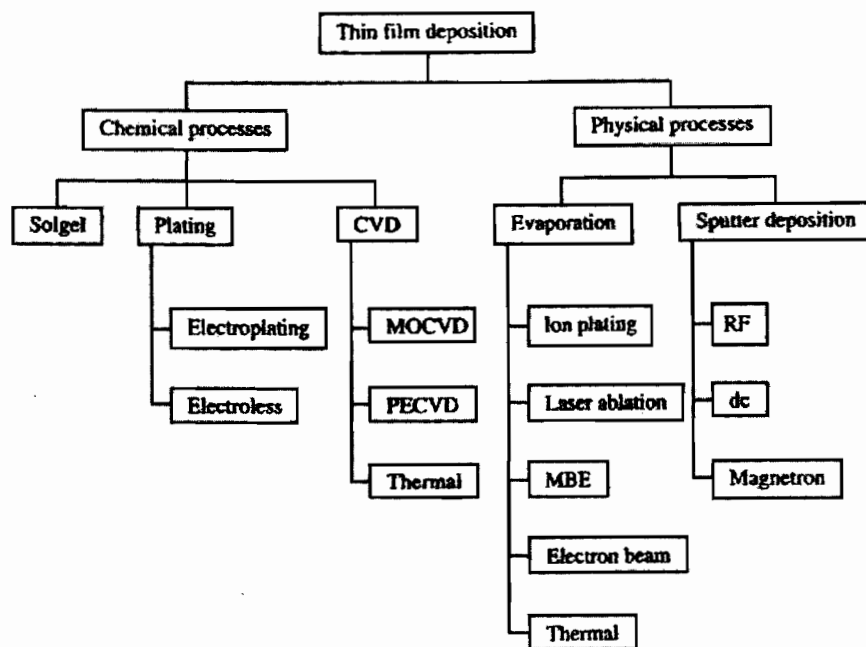 Thin film deposition
Chemical processes
Physical processes
Solgel
Plating
CVD
Evaporation
Sputter deposition
Electroplating
MOCVD
Ion plating
RF
Electroless
PECVD
Laser ablation
dc
Thermal
MBE
Magnetron
Electron beam
Thermal